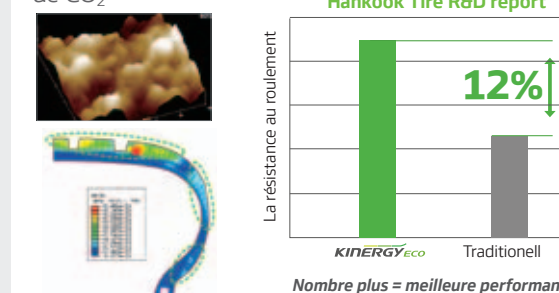 de CO₂
Hankook Tire R&D report
La résistance au roulement
12%
KINERGY ECO
Traditionell
Nombre plus = meilleure performan